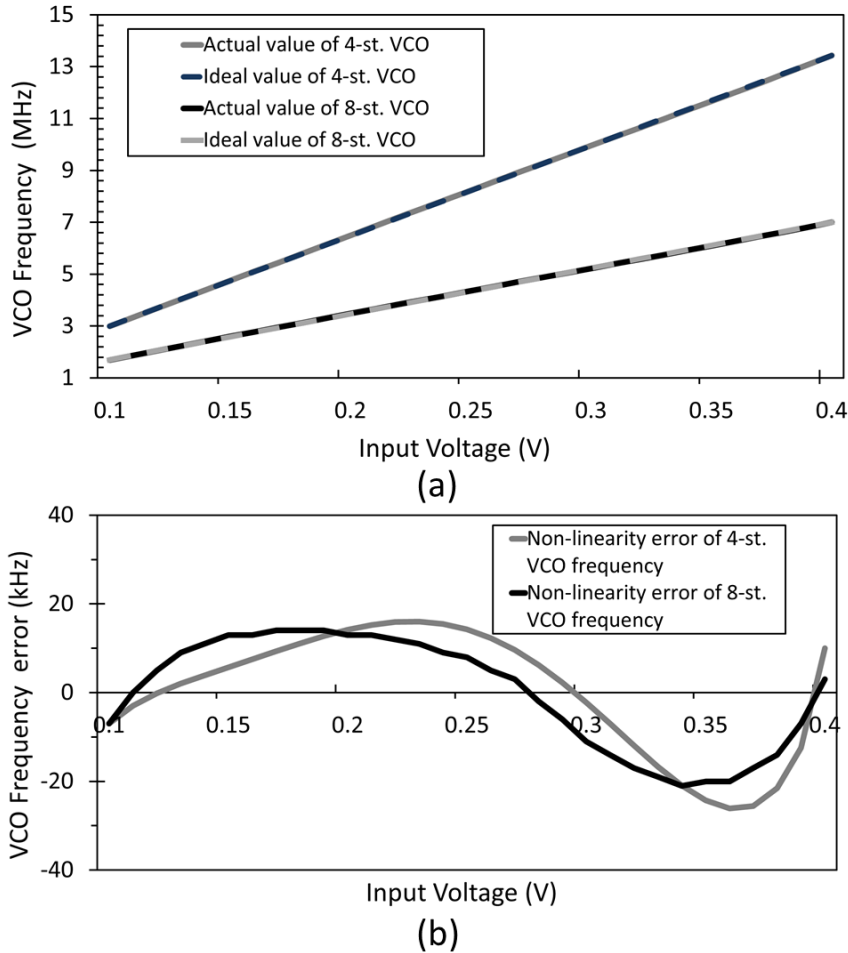 15
13
11
9
7
5
3
1
VCO Frequency (MHz)
Actual value of 4-st. VCO
Ideal value of 4-st. VCO
Actual value of 8-st. VCO
Ideal value of 8-st. VCO
0.1 0.15 0.2 0.25 0.3 0.35 0.4
Input Voltage (V)
(a)
40
20
0
-20
-40
VCO Frequency error (kHz)
Non-linearity error of 4-st.
VCO frequency
Non-linearity error of 8-st.
VCO frequency
0.1 0.15 0.2 0.25 0.3 0.35 0.4
Input Voltage (V)
(b)